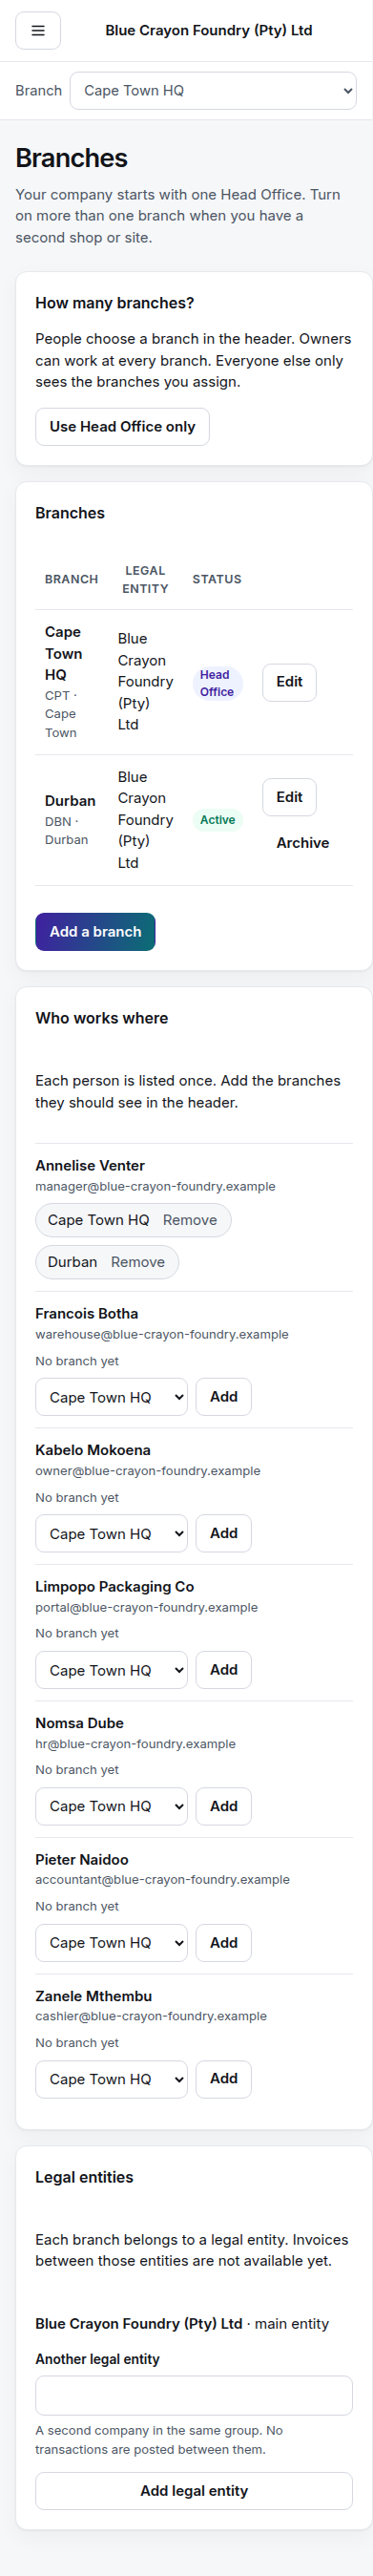 Blue Crayon Foundry (Pty) Ltd
Branch Cape Town HQ
Branches
Your company starts with one Head Office. Turn
on more than one branch when you have a
second shop or site.
How many branches?
People choose a branch in the header. Owners
can work at every branch. Everyone else only
sees the branches you assign.
Use Head Office only
Branches
BRANCH LEGAL ENTITY STATUS
Cape
Town
HQ
CPT ·
Cape
Town
Blue
Crayon
Foundry
(Pty)
Ltd
Head
Office
Edit
Durban
DBN ·
Durban
Blue
Crayon
Foundry
(Pty)
Ltd
Active
Edit
Archive
Add a branch
Who works where
Each person is listed once. Add the branches
they should see in the header.
Annelise Venter
manager@blue-crayon-foundry.example
Cape Town HQ Remove
Durban Remove
Francois Botha
warehouse@blue-crayon-foundry.example
No branch yet
Cape Town HQ Add
Kabelo Mokoena
owner@blue-crayon-foundry.example
No branch yet
Cape Town HQ Add
Limpopo Packaging Co
portal@blue-crayon-foundry.example
No branch yet
Cape Town HQ Add
Nomsa Dube
hr@blue-crayon-foundry.example
No branch yet
Cape Town HQ Add
Pieter Naidoo
accountant@blue-crayon-foundry.example
No branch yet
Cape Town HQ Add
Zanele Mthembu
cashier@blue-crayon-foundry.example
No branch yet
Cape Town HQ Add
Legal entities
Each branch belongs to a legal entity. Invoices
between those entities are not available yet.
Blue Crayon Foundry (Pty) Ltd · main entity
Another legal entity
A second company in the same group. No
transactions are posted between them.
Add legal entity